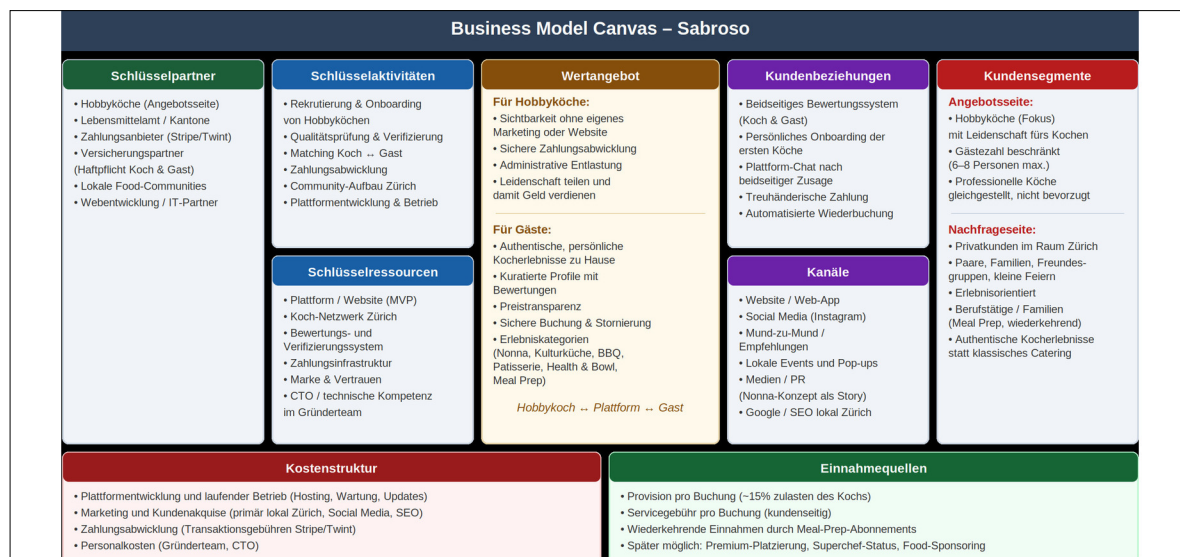 Business Model Canvas – Sabroso
Schlüsselpartner
• Hobbyköche (Angebotsseite)
• Lebensmittelamt / Kantone
• Zahlungsanbieter (Stripe/Twint)
• Versicherungspartner
(Haftpflicht Koch & Gast)
• Lokale Food-Communities
• Webentwicklung / IT-Partner
Schlüsselaktivitäten
• Rekrutierung & Onboarding
von Hobbyköchen
• Qualitätsprüfung & Verifizierung
• Matching Koch ↔ Gast
• Zahlungsabwicklung
• Community-Aufbau Zürich
• Plattformentwicklung & Betrieb
Schlüsselressourcen
• Plattform / Website (MVP)
• Koch-Netzwerk Zürich
• Bewertungs- und
Verifizierungssystem
• Zahlungsinfrastruktur
• Marke & Vertrauen
• CTO / technische Kompetenz
im Gründerteam
Wertangebot
Für Hobbyköche:
• Sichtbarkeit ohne eigenes
Marketing oder Website
• Sichere Zahlungsabwicklung
• Administrative Entlastung
• Leidenschaft teilen und
damit Geld verdienen
Für Gäste:
• Authentische, persönliche
Kocherlebnisse zu Hause
• Kuratierte Profile mit
Bewertungen
• Preistransparenz
• Sichere Buchung & Stornierung
• Erlebniskategorien
(Nonna, Kulturküche, BBQ,
Patisserie, Health & Bowl,
Meal Prep)
Hobbykoch ↔ Plattform ↔ Gast
Kundenbeziehungen
• Beidseitiges Bewertungssystem
(Koch & Gast)
• Persönliches Onboarding der
ersten Köche
• Plattform-Chat nach
beidseitiger Zusage
• Treuhänderische Zahlung
• Automatisierte Wiederbuchung
Kanäle
• Website / Web-App
• Social Media (Instagram)
• Mund-zu-Mund /
Empfehlungen
• Lokale Events und Pop-ups
• Medien / PR
(Nonna-Konzept als Story)
• Google / SEO lokal Zürich
Kundensegmente
Angebotsseite:
• Hobbyköche (Fokus)
mit Leidenschaft fürs Kochen
• Gästezahl beschränkt
(6–8 Personen max.)
• Professionelle Köche
gleichgestellt, nicht bevorzugt
Nachfrageseite:
• Privatkunden im Raum Zürich
• Paare, Familien, Freundes-
gruppen, kleine Feiern
• Erlebnisorientiert
• Berufstätige / Familien
(Meal Prep, wiederkehrend)
• Authentische Kocherlebnisse
statt klassisches Catering
Kostenstruktur
• Plattformentwicklung und laufender Betrieb (Hosting, Wartung, Updates)
• Marketing und Kundenakquise (primär lokal Zürich, Social Media, SEO)
• Zahlungsabwicklung (Transaktionsgebühren Stripe/Twint)
• Personalkosten (Gründerteam, CTO)
Einnahmequellen
• Provision pro Buchung (~15% zulasten des Kochs)
• Servicegebühr pro Buchung (kundenseitig)
• Wiederkehrende Einnahmen durch Meal-Prep-Abonnements
• Später möglich: Premium-Platzierung, Superchef-Status, Food-Sponsoring